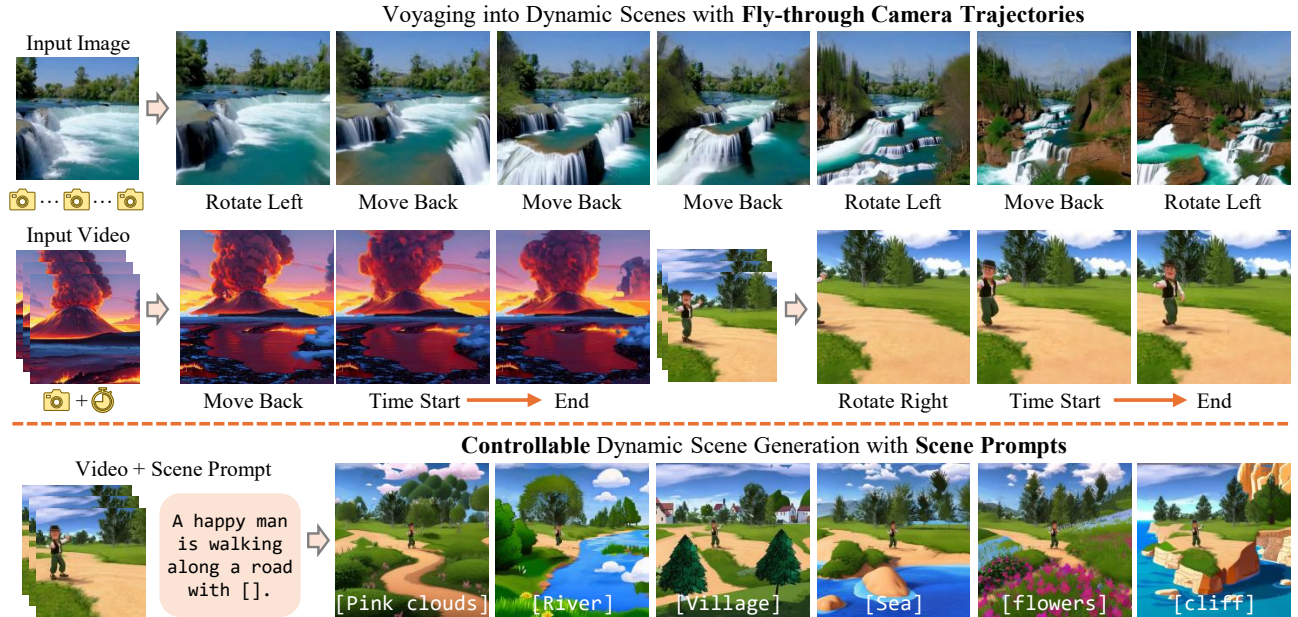 Voyaging into Dynamic Scenes with Fly-through Camera Trajectories
Input Image
... ...
Rotate Left Move Back Move Back Move Back Rotate Left Move Back Rotate Left
Input Video
+
Move Back Time Start End Rotate Right Time Start End
Controllable Dynamic Scene Generation with Scene Prompts
Video + Scene Prompt
A happy man
is walking
along a road
with [].
[Pink clouds] [River] [Village] [Sea] [flowers] [cliff]